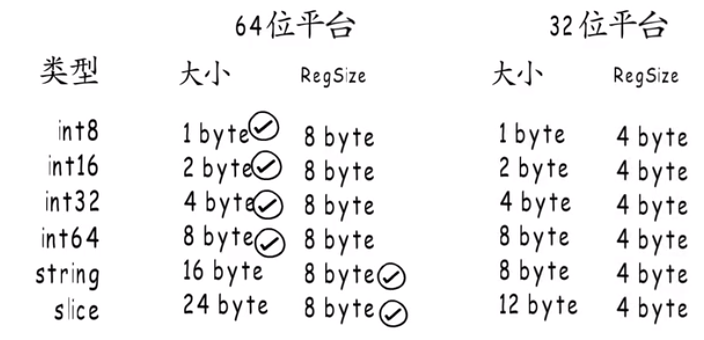 64位平台 32位平台
类型 大小 RegSize 大小 RegSize
int8 1 byte 8 byte 1 byte 4 byte
int16 2 byte 8 byte 2 byte 4 byte
int32 4 byte 8 byte 4 byte 4 byte
int64 8 byte 8 byte 8 byte 4 byte
string 16 byte 8 byte 8 byte 4 byte
slice 24 byte 8 byte 12 byte 4 byte